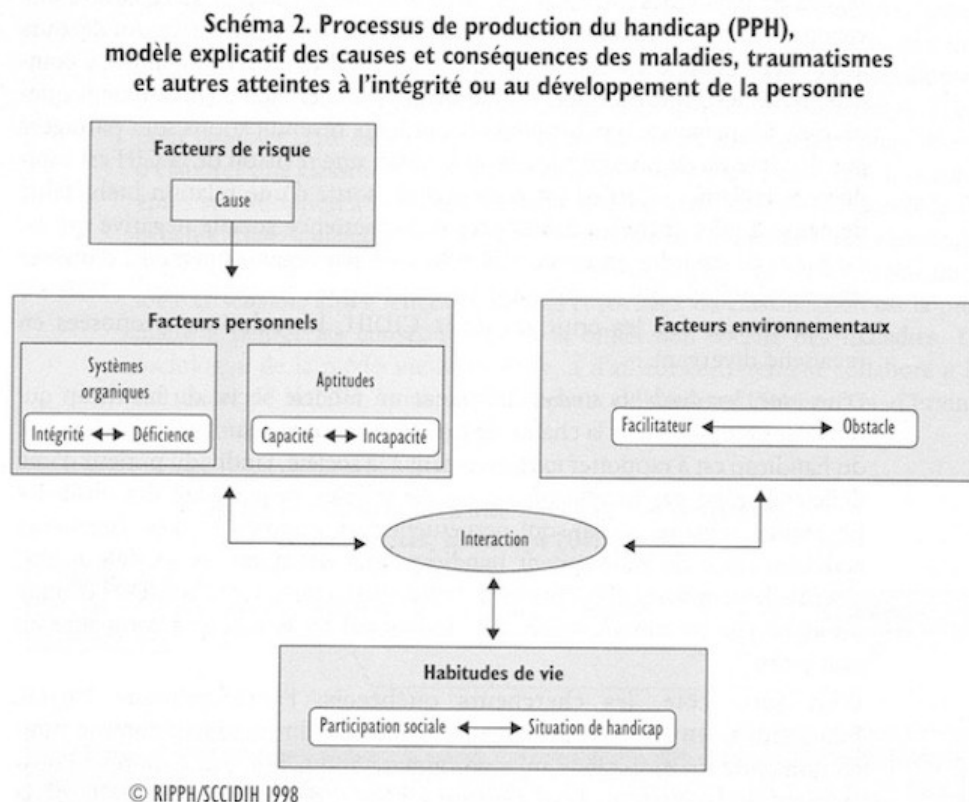 Schéma 2. Processus de production du handicap (PPH),
modèle explicatif des causes et conséquences des maladies, traumatismes
et autres atteintes à l'intégrité ou au développement de la personne
Facteurs de risque
Cause
Facteurs personnels
Systèmes
organiques
Intégrité Déficience
Aptitudes
Capacité Incapacité
Facteurs environnementaux
Facilitateur Obstacle
Interaction
Habitudes de vie
Participation sociale Situation de handicap
© RIPPH/SCCIDIH 1998